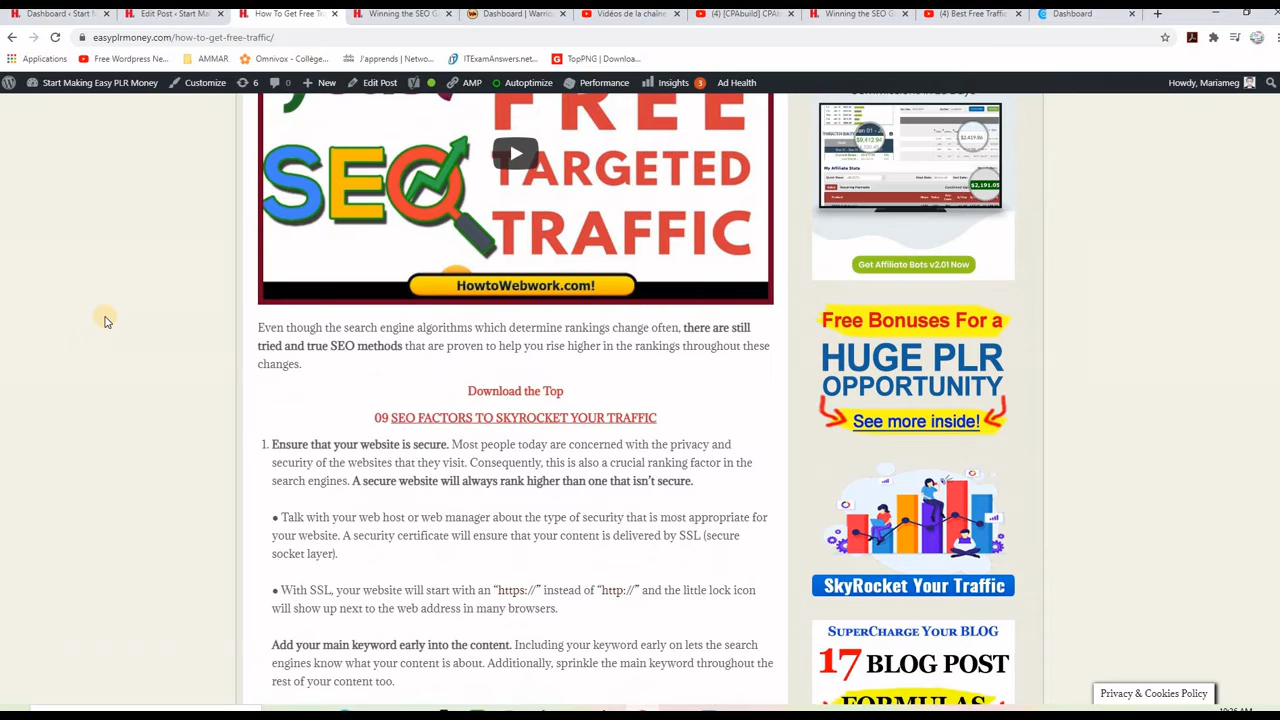 Dashboard ‹ Start M
Edit Post ‹ Start Ma
How To Get Free Tr
Winning the SEO G
Dashboard | Warrio
Vidéos de la chaîne
(4) [CPAbuild] CPA
Winning the SEO G
(4) Best Free Traffic
Dashboard
easyplrmoney.com/how-to-get-free-traffic/
Applications
Free Wordpress Ne...
AMMAR
Omnivox - Collège...
J'apprends | Netwo...
ITExamAnswers.net...
TopPNG | Downloa...
Start Making Easy PLR Money
Customize
6
0
New
Edit Post
AMP
Autoptimize
Performance
Insights 3
Ad Health
Howdy, Mariameg
FREE
SEO
TARGETED
TRAFFIC
HowtoWebwork.com!
Even though the search engine algorithms which determine rankings change often, there are still
tried and true SEO methods that are proven to help you rise higher in the rankings throughout these
changes.
Download the Top
09 SEO FACTORS TO SKYROCKET YOUR TRAFFIC
1. Ensure that your website is secure. Most people today are concerned with the privacy and
security of the websites that they visit. Consequently, this is also a crucial ranking factor in the
search engines. A secure website will always rank higher than one that isn’t secure.
● Talk with your web host or web manager about the type of security that is most appropriate for
your website. A security certificate will ensure that your content is delivered by SSL (secure
socket layer).
● With SSL, your website will start with an “https://” instead of “http://” and the little lock icon
will show up next to the web address in many browsers.
Add your main keyword early into the content. Including your keyword early on lets the search
engines know what your content is about. Additionally, sprinkle the main keyword throughout the
rest of your content too.
$9,412.94
$2,419.86
My Affiliate Stats
$2,191.05
Get Affiliate Bots v2.01 Now
Free Bonuses For a
HUGE PLR
OPPORTUNITY
See more inside!
SkyRocket Your Traffic
SUPERCHARGE YOUR BLOG
17 BLOG POST
FORMULAS
Privacy & Cookies Policy